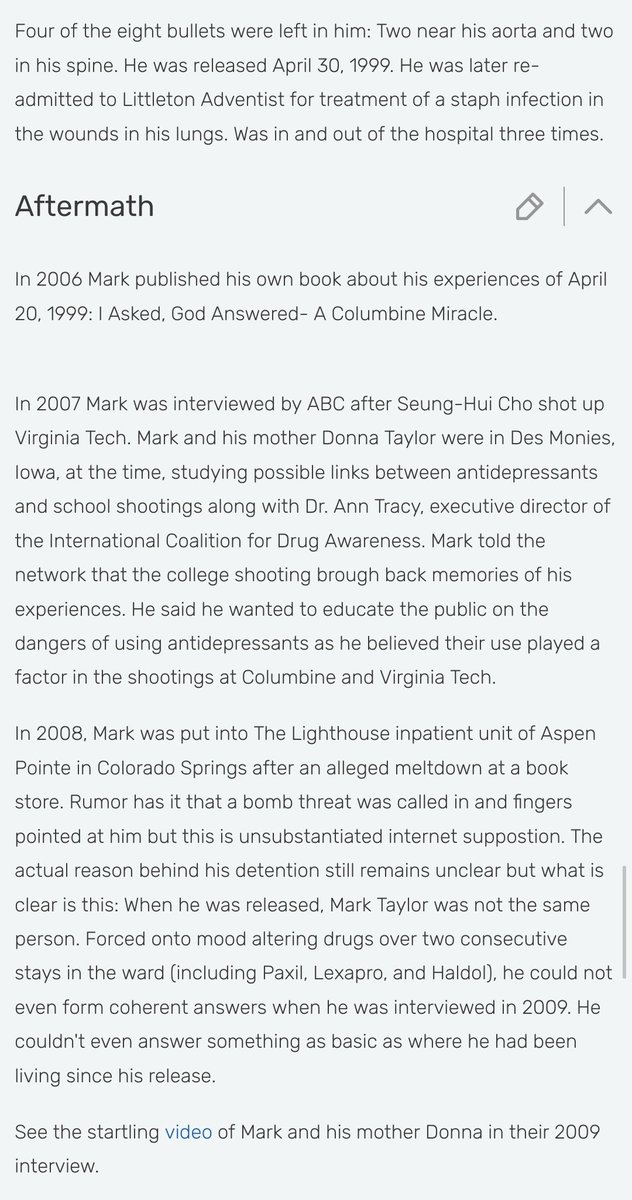 Four of the eight bullets were left in him: Two near his aorta and two
in his spine. He was released April 30, 1999. He was later re-
admitted to Littleton Adventist for treatment of a staph infection in
the wounds in his lungs. Was in and out of the hospital three times.
Aftermath
In 2006 Mark published his own book about his experiences of April
20, 1999: I Asked, God Answered- A Columbine Miracle.
In 2007 Mark was interviewed by ABC after Seung-Hui Cho shot up
Virginia Tech. Mark and his mother Donna Taylor were in Des Monies,
Iowa, at the time, studying possible links between antidepressants
and school shootings along with Dr. Ann Tracy, executive director of
the International Coalition for Drug Awareness. Mark told the
network that the college shooting brough back memories of his
experiences. He said he wanted to educate the public on the
dangers of using antidepressants as he believed their use played a
factor in the shootings at Columbine and Virginia Tech.
In 2008, Mark was put into The Lighthouse inpatient unit of Aspen
Pointe in Colorado Springs after an alleged meltdown at a book
store. Rumor has it that a bomb threat was called in and fingers
pointed at him but this is unsubstantiated internet suppostion. The
actual reason behind his detention still remains unclear but what is
clear is this: When he was released, Mark Taylor was not the same
person. Forced onto mood altering drugs over two consecutive
stays in the ward (including Paxil, Lexapro, and Haldol), he could not
even form coherent answers when he was interviewed in 2009. He
couldn't even answer something as basic as where he had been
living since his release.
See the startling video of Mark and his mother Donna in their 2009
interview.